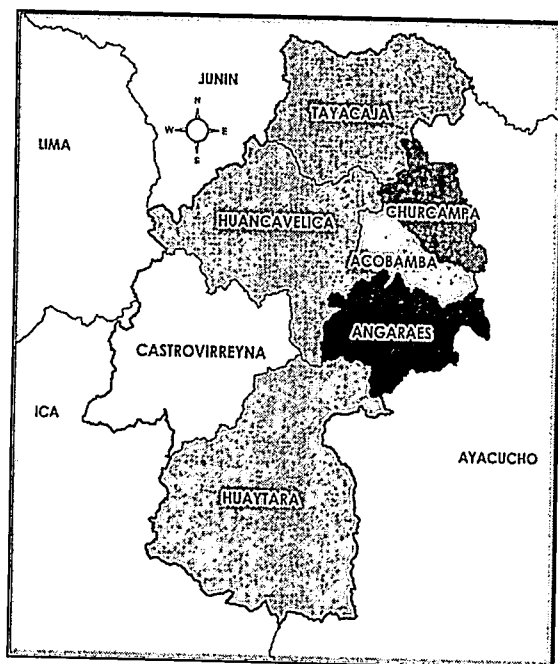 JUNIN
N
W E
S
TAYACAJA
LIMA
HUANCAVELICA
CHURCAMPA
ACOBAMBA
ANGARAES
CASTROVIRREYNA
ICA
AYACUCHO
HUAYTARA